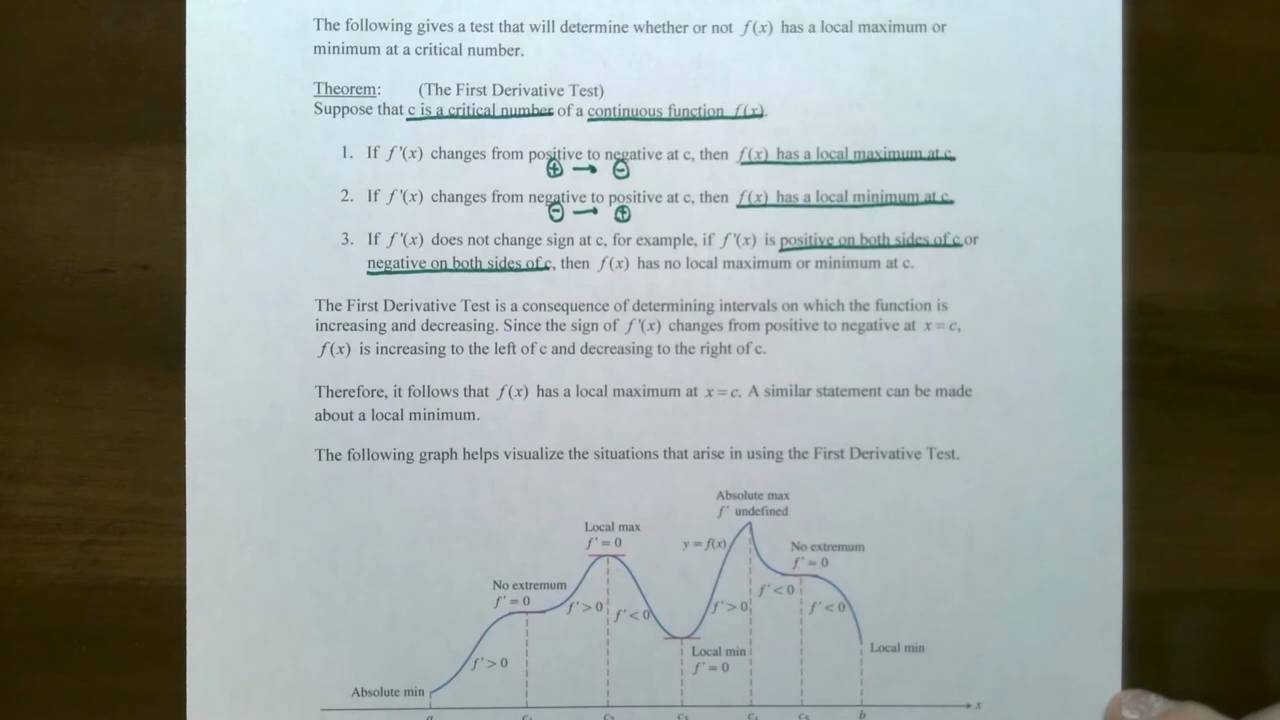 The following gives a test that will determine whether or not f(x) has a local maximum or
minimum at a critical number.
Theorem: (The First Derivative Test)
Suppose that c is a critical number of a continuous function f(x).
1. If f'(x) changes from positive to negative at c, then f(x) has a local maximum at c.
⊕ → ⊖
2. If f'(x) changes from negative to positive at c, then f(x) has a local minimum at c.
⊖ → ⊕
3. If f'(x) does not change sign at c, for example, if f'(x) is positive on both sides of c or
negative on both sides of c, then f(x) has no local maximum or minimum at c.
The First Derivative Test is a consequence of determining intervals on which the function is
increasing and decreasing. Since the sign of f'(x) changes from positive to negative at x = c,
f(x) is increasing to the left of c and decreasing to the right of c.
Therefore, it follows that f(x) has a local maximum at x = c. A similar statement can be made
about a local minimum.
The following graph helps visualize the situations that arise in using the First Derivative Test.
Absolute max
f' undefined
Local max
f' = 0
y = f(x)
No extremum
f' = 0
No extremum
f' = 0
f' > 0
f' < 0
f' > 0
f' < 0
f' < 0
Local min
f' = 0
Local min
f' > 0
Absolute min
x